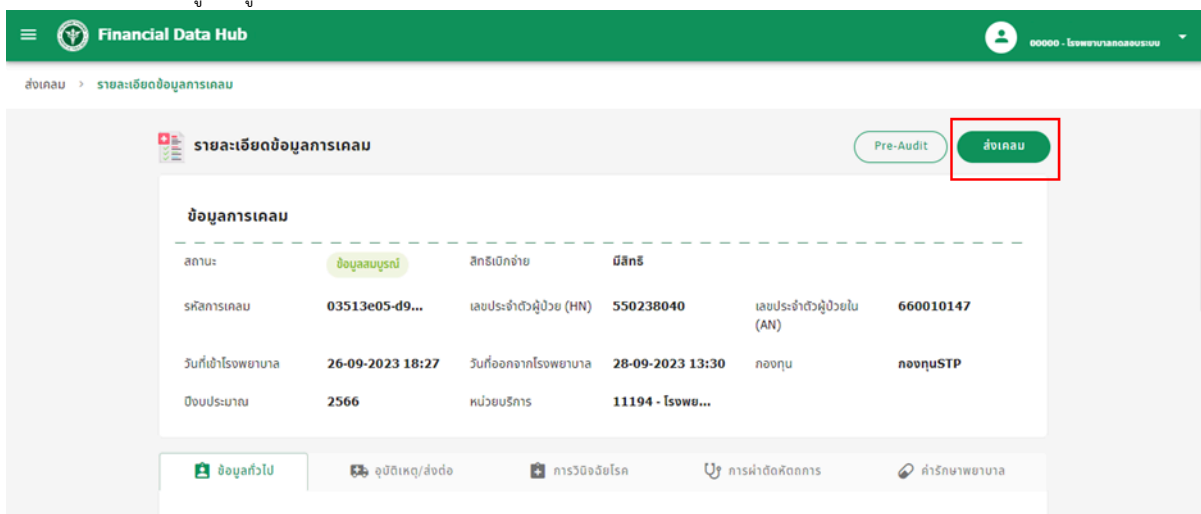 Financial Data Hub
00000 - โรงพยาบาลทดสอบระบบ
ส่งเคลม > รายละเอียดข้อมูลการเคลม
รายละเอียดข้อมูลการเคลม
Pre-Audit
ส่งเคลม
ข้อมูลการเคลม
สถานะ ข้อมูลสมบูรณ์ สิทธิเบิกจ่าย มีสิทธิ
รหัสการเคลม 03513e05-d9... เลขประจำตัวผู้ป่วย (HN) 550238040 เลขประจำตัวผู้ป่วยใน (AN) 660010147
วันที่เข้าโรงพยาบาล 26-09-2023 18:27 วันที่ออกจากโรงพยาบาล 28-09-2023 13:30 กองทุน กองทุนSTP
ปีงบประมาณ 2566 หน่วยบริการ 11194 - โรงพย...
ข้อมูลทั่วไป อุบัติเหตุ/ส่งต่อ การวินิจฉัยโรค การผ่าตัดหัตถการ ค่ารักษาพยาบาล